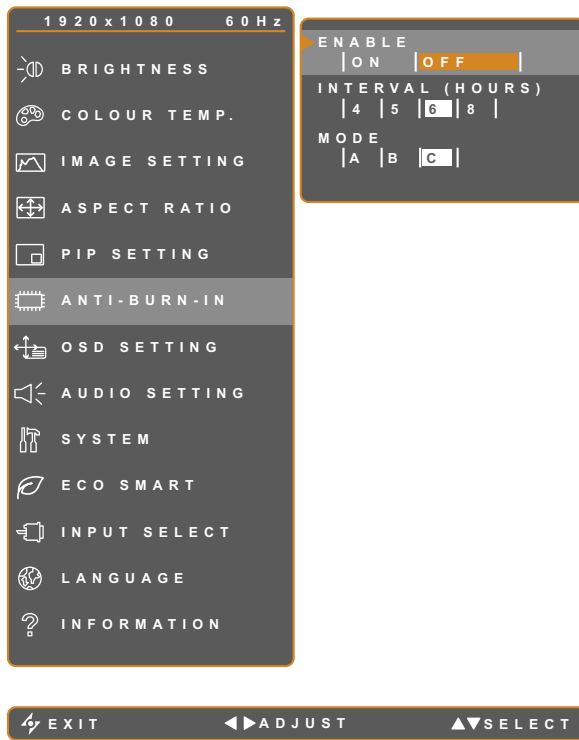 1920x1080 60Hz
BRIGHTNESS
COLOUR TEMP.
IMAGE SETTING
ASPECT RATIO
PIP SETTING
ANTI-BURN-IN
OSD SETTING
AUDIO SETTING
SYSTEM
ECO SMART
INPUT SELECT
LANGUAGE
INFORMATION
ENABLE
ON OFF
INTERVAL (HOURS)
4 5 6 8
MODE
A B C
EXIT ADJUST SELECT